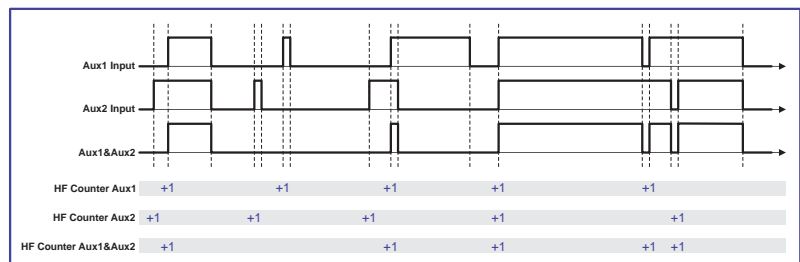 Aux1 Input
Aux2 Input
Aux1&Aux2
HF Counter Aux1 +1 +1 +1 +1 +1
HF Counter Aux2 +1 +1 +1 +1 +1
HF Counter Aux1&Aux2 +1 +1 +1 +1 +1